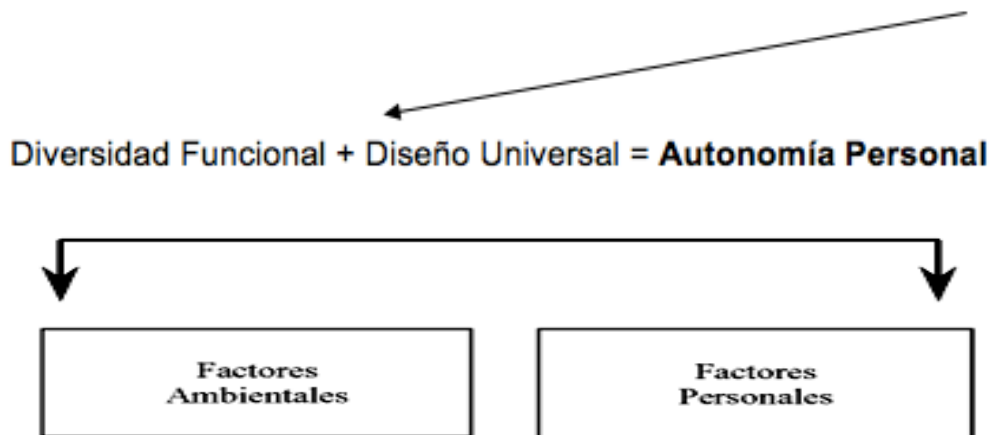 Diversidad Funcional + Diseño Universal = Autonomía Personal
Factores
Ambientales
Factores
Personales